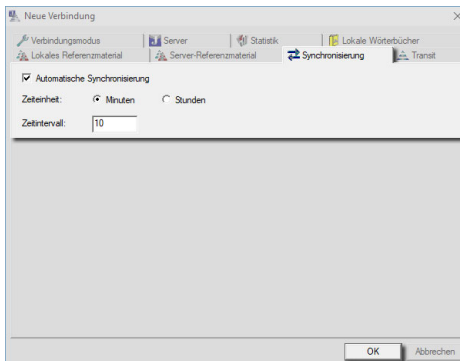 Neue Verbindung
Verbindungsmodus Server Statistik Lokale Wörterbücher
Lokales Referenzmaterial Server-Referenzmaterial Synchronisierung Transit
Automatische Synchronisierung
Zeiteinheit: Minuten Stunden
Zeitintervall: 10
OK Abbrechen